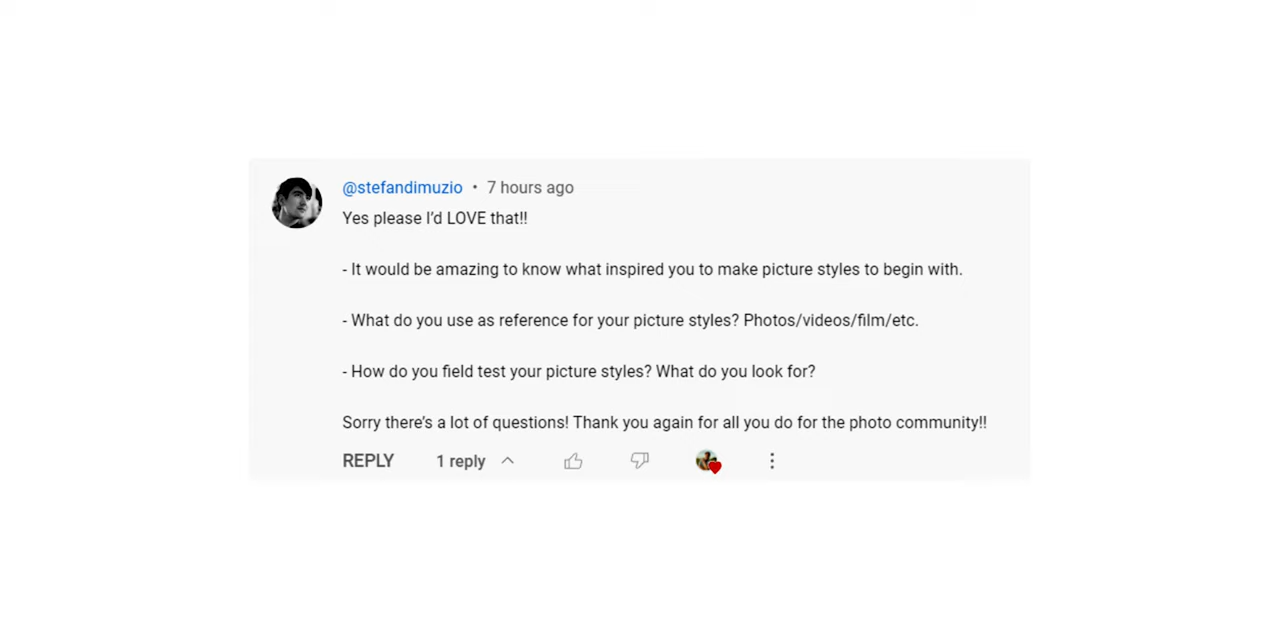 @stefandimuzio • 7 hours ago
Yes please I'd LOVE that!!
- It would be amazing to know what inspired you to make picture styles to begin with.
- What do you use as reference for your picture styles? Photos/videos/film/etc.
- How do you field test your picture styles? What do you look for?
Sorry there's a lot of questions! Thank you again for all you do for the photo community!!
REPLY 1 reply